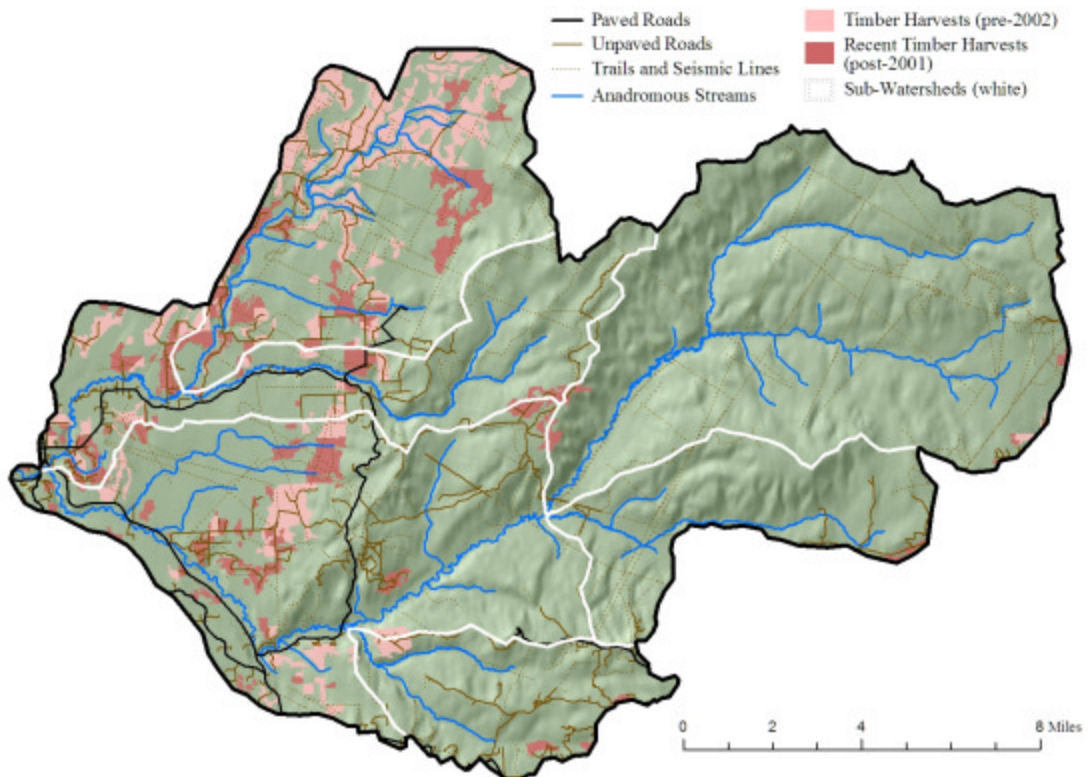 Paved Roads
Unpaved Roads
Trails and Seismic Lines
Anadromous Streams
Timber Harvests (pre-2002)
Recent Timber Harvests
(post-2001)
Sub-Watersheds (white)
0 2 4 8 Miles